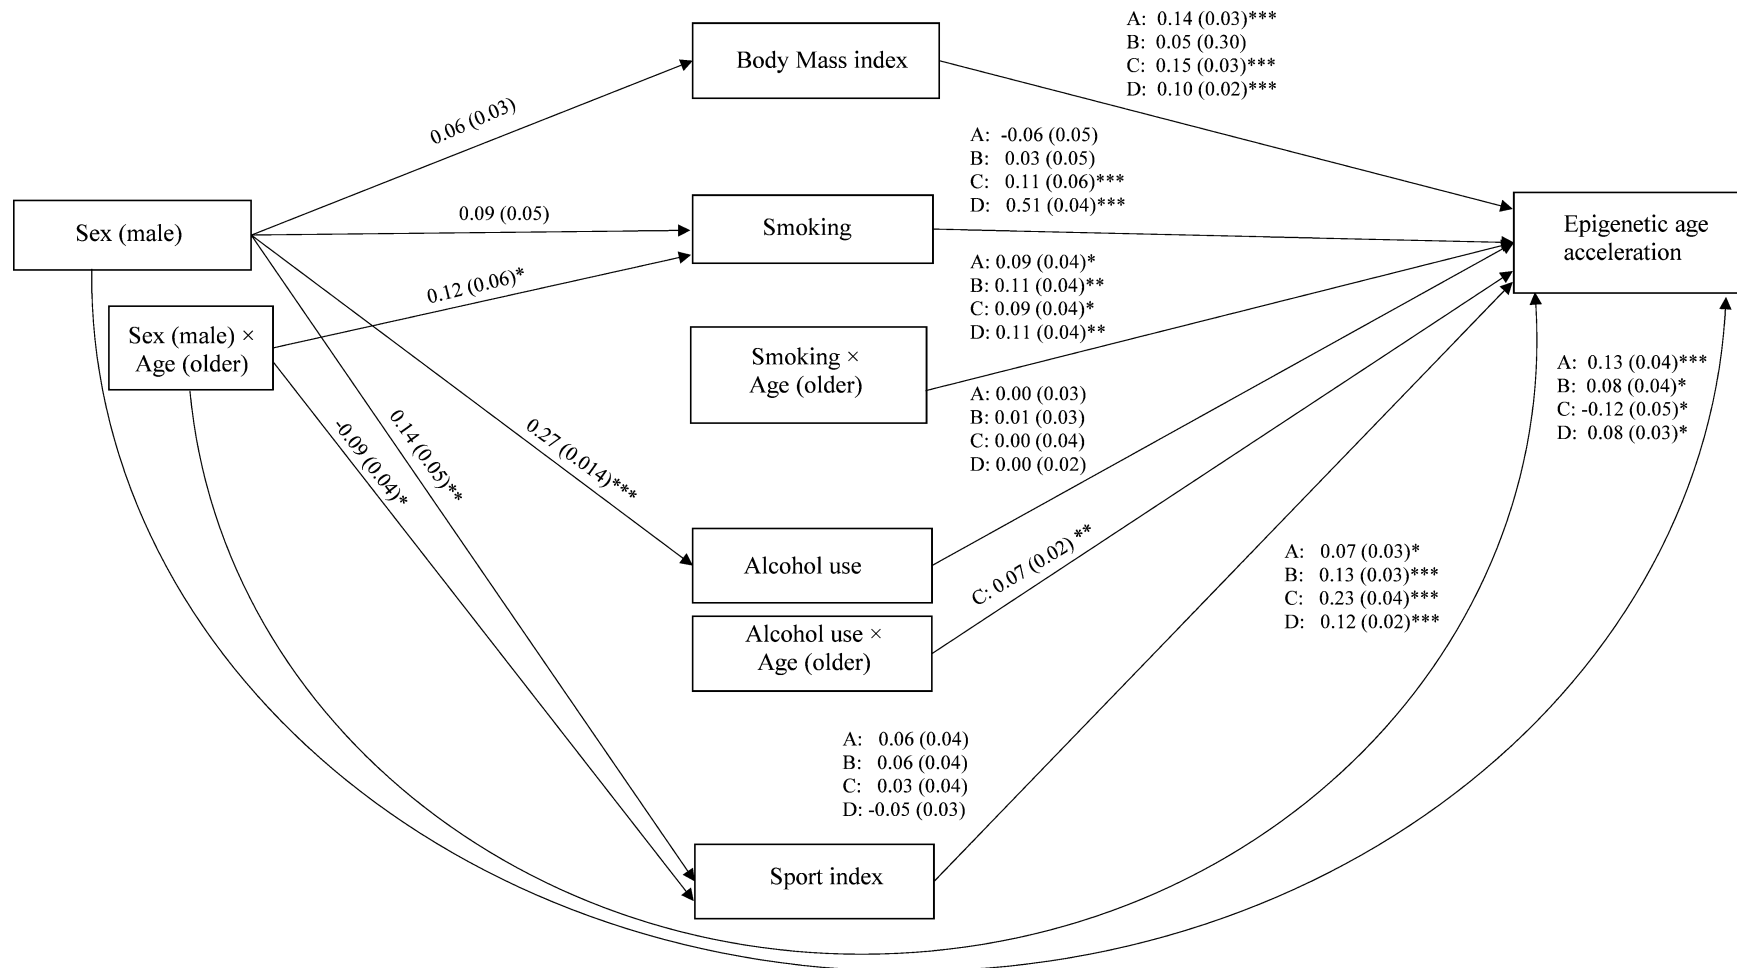 A: 0.14 (0.03)***
B: 0.05 (0.30)
C: 0.15 (0.03)***
D: 0.10 (0.02)***
Body Mass index
0.06 (0.03)
A: -0.06 (0.05)
B: 0.03 (0.05)
C: 0.11 (0.06)***
D: 0.51 (0.04)***
Sex (male)
0.09 (0.05)
Smoking
Epigenetic age
acceleration
0.12 (0.06)*
A: 0.09 (0.04)*
B: 0.11 (0.04)**
C: 0.09 (0.04)*
D: 0.11 (0.04)**
Sex (male) ×
Age (older)
Smoking ×
Age (older)
A: 0.13 (0.04)***
B: 0.08 (0.04)*
C: -0.12 (0.05)*
D: 0.08 (0.03)*
A: 0.00 (0.03)
B: 0.01 (0.03)
C: 0.00 (0.04)
D: 0.00 (0.02)
-0.09 (0.04)*
0.14 (0.05)**
0.27 (0.014)***
Alcohol use
C: 0.07 (0.02) **
A: 0.07 (0.03)*
B: 0.13 (0.03)***
C: 0.23 (0.04)***
D: 0.12 (0.02)***
Alcohol use ×
Age (older)
A: 0.06 (0.04)
B: 0.06 (0.04)
C: 0.03 (0.04)
D: -0.05 (0.03)
Sport index